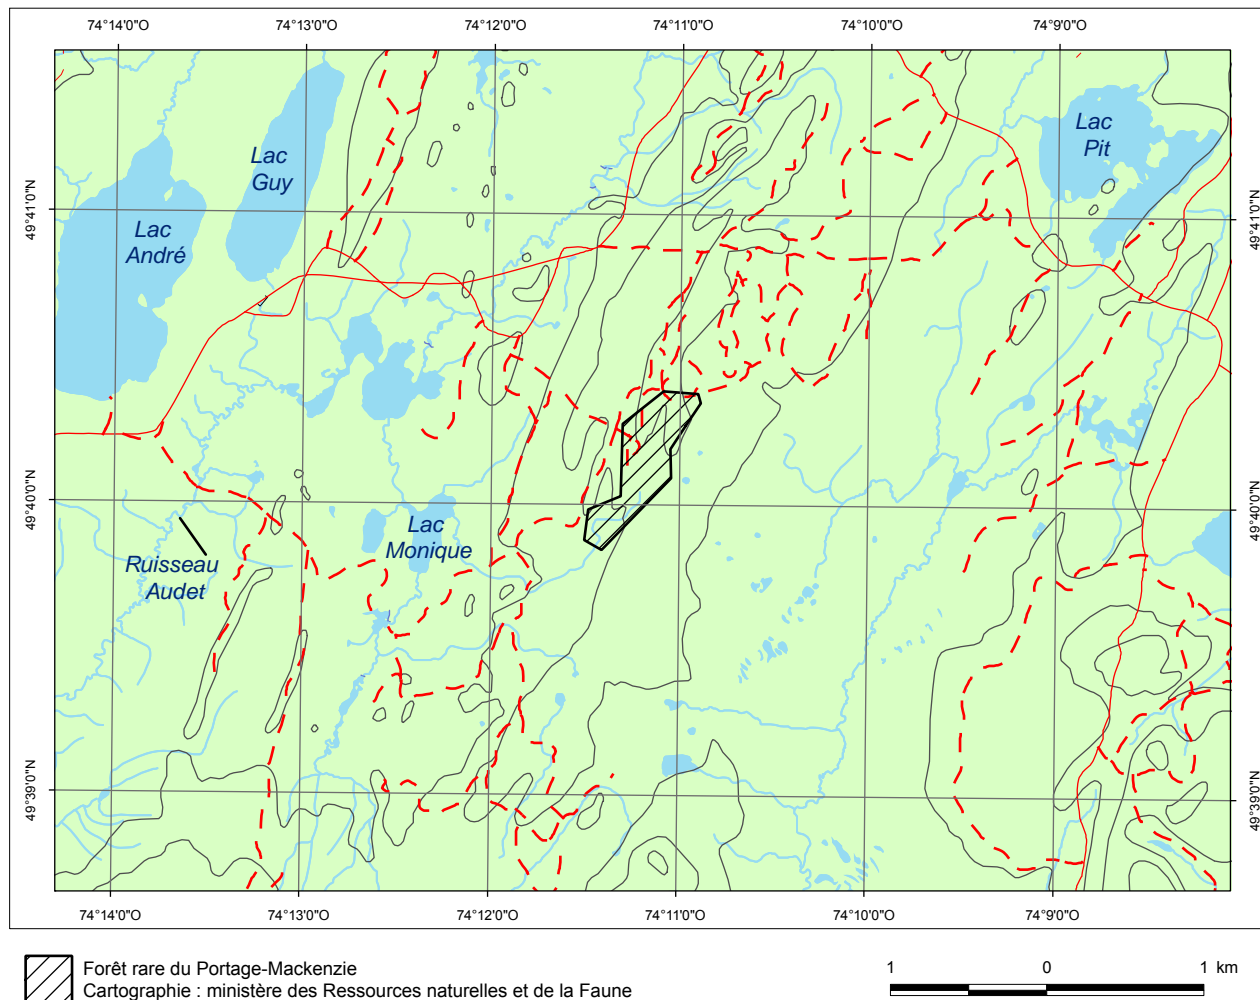 74°14'0"O 74°13'0"O 74°12'0"O 74°11'0"O 74°10'0"O 74°9'0"O
Lac
Pit
Lac
Guy
49°41'0"N
49°41'0"N
Lac
André
49°40'0"N
49°40'0"N
Lac
Monique
Ruisseau
Audet
49°39'0"N
49°39'0"N
74°14'0"O 74°13'0"O 74°12'0"O 74°11'0"O 74°10'0"O 74°9'0"O
Forêt rare du Portage-Mackenzie
Cartographie : ministère des Ressources naturelles et de la Faune
1 0 1 km